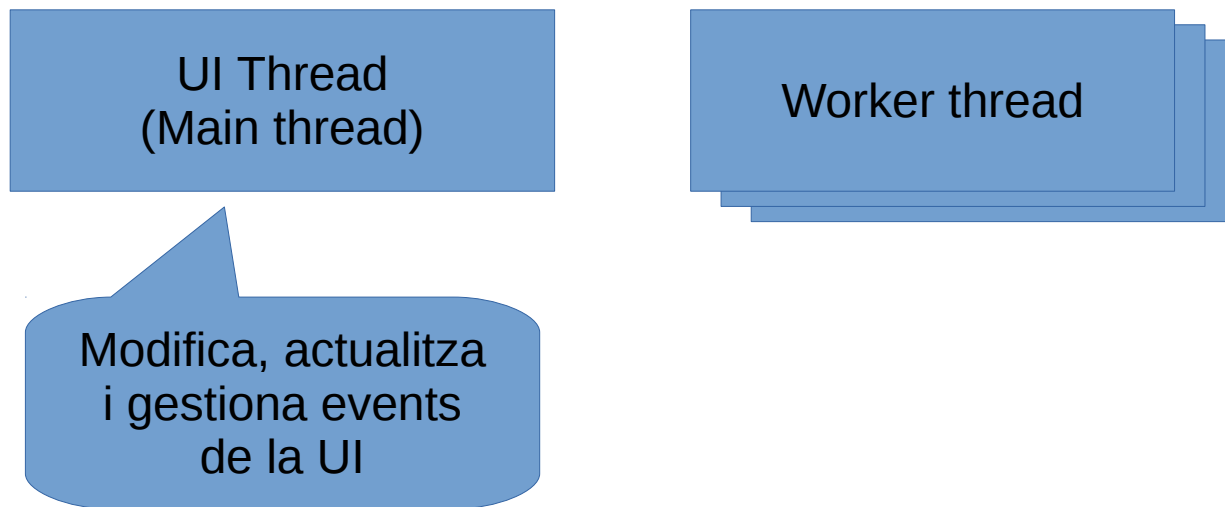 UI Thread
(Main thread)
Worker thread
Modifica, actualitza
i gestiona events
de la UI